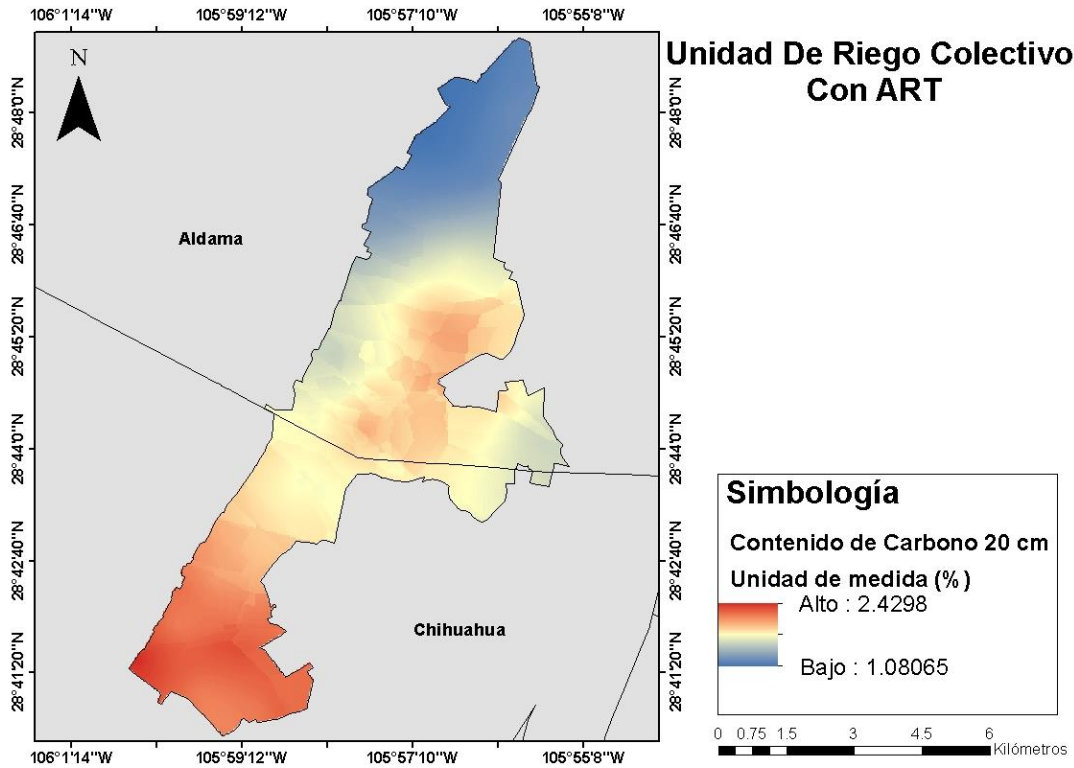 106°1'14"W 105°59'12"W 105°57'10"W 105°55'8"W
Unidad De Riego Colectivo
Con ART
N
28°48'0"N 28°48'0"N
28°46'40"N 28°46'40"N
Aldama
28°45'20"N 28°45'20"N
28°44'0"N 28°44'0"N
Simbología
Contenido de Carbono 20 cm
Unidad de medida (%)
Alto : 2.4298
Bajo : 1.08065
28°42'40"N 28°42'40"N
Chihuahua
28°41'20"N 28°41'20"N
0 0.75 1.5 3 4.5 6
Kilómetros
106°1'14"W 105°59'12"W 105°57'10"W 105°55'8"W